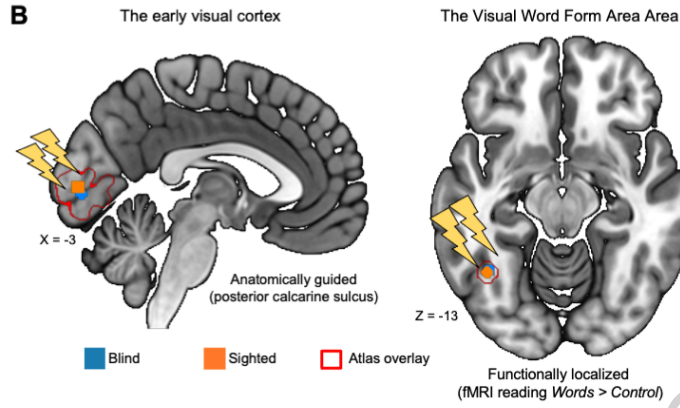 B
The early visual cortex
The Visual Word Form Area Area
X = -3
Anatomically guided
(posterior calcarine sulcus)
Z = -13
Blind
Sighted
Atlas overlay
Functionally localized
(fMRI reading Words > Control)